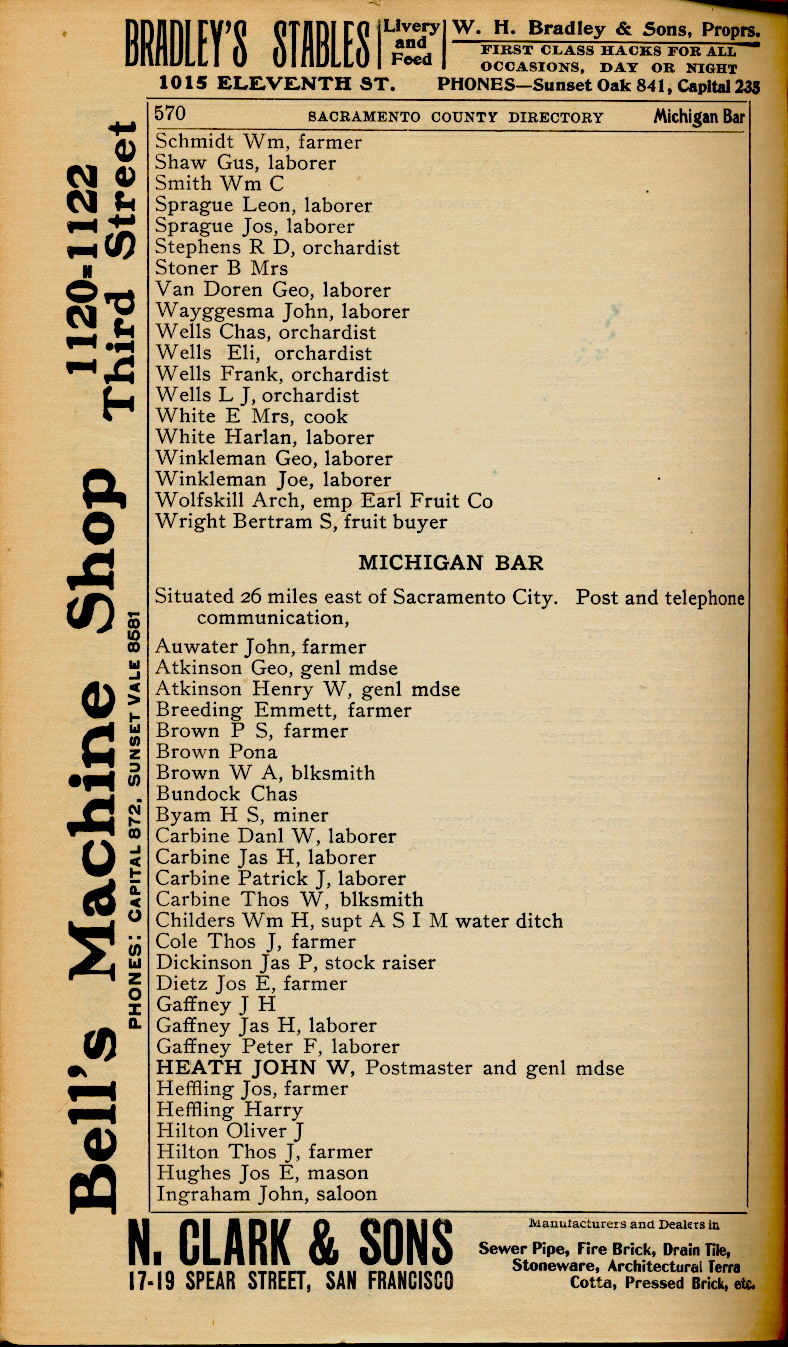 BRADLEY'S STABLES Livery and Feed W. H. Bradley & Sons, Proprs.
FIRST CLASS HACKS FOR ALL
OCCASIONS, DAY OR NIGHT
1015 ELEVENTH ST. PHONES—Sunset Oak 841, Capital 235
570 SACRAMENTO COUNTY DIRECTORY Michigan Bar
Schmidt Wm, farmer
Shaw Gus, laborer
Smith Wm C
Sprague Leon, laborer
Sprague Jos, laborer
Stephens R D, orchardist
Stoner B Mrs
Van Doren Geo, laborer
Wayggesma John, laborer
Wells Chas, orchardist
Wells Eli, orchardist
Wells Frank, orchardist
Wells L J, orchardist
White E Mrs, cook
White Harlan, laborer
Winkleman Geo, laborer
Winkleman Joe, laborer
Wolfskill Arch, emp Earl Fruit Co
Wright Bertram S, fruit buyer
MICHIGAN BAR
Situated 26 miles east of Sacramento City. Post and telephone
communication,
Auwater John, farmer
Atkinson Geo, genl mdse
Atkinson Henry W, genl mdse
Breeding Emmett, farmer
Brown P S, farmer
Brown Pona
Brown W A, blksmith
Bundock Chas
Byam H S, miner
Carbine Danl W, laborer
Carbine Jas H, laborer
Carbine Patrick J, laborer
Carbine Thos W, blksmith
Childers Wm H, supt A S I M water ditch
Cole Thos J, farmer
Dickinson Jas P, stock raiser
Dietz Jos E, farmer
Gaffney J H
Gaffney Jas H, laborer
Gaffney Peter F, laborer
HEATH JOHN W, Postmaster and genl mdse
Heffling Jos, farmer
Heffling Harry
Hilton Oliver J
Hilton Thos J, farmer
Hughes Jos E, mason
Ingraham John, saloon
Bell's Machine Shop 1120-1122
Third Street
PHONES: CAPITAL 872, SUNSET VALE 8581
N. CLARK & SONS
17-19 SPEAR STREET, SAN FRANCISCO
Manufacturers and Dealers in
Sewer Pipe, Fire Brick, Drain Tile,
Stoneware, Architectural Terra
Cotta, Pressed Brick, etc.